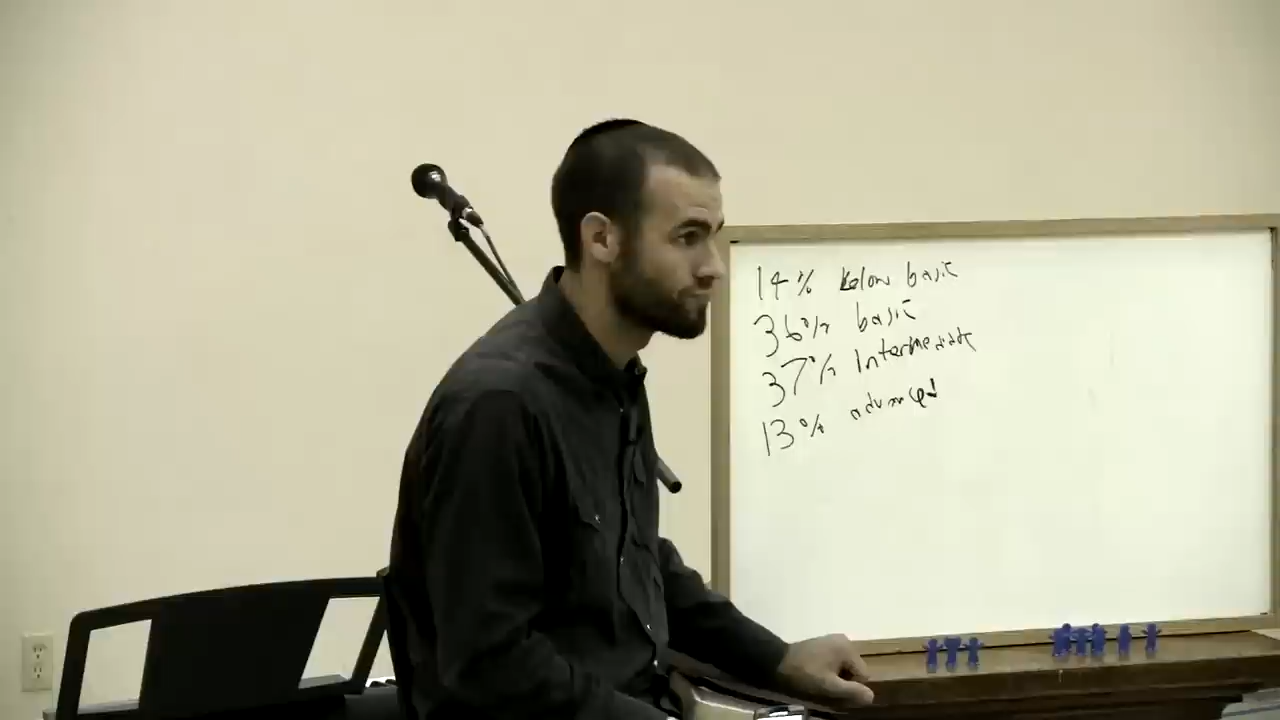 14% below basic
36% basic
37% Intermediate
13% advanced